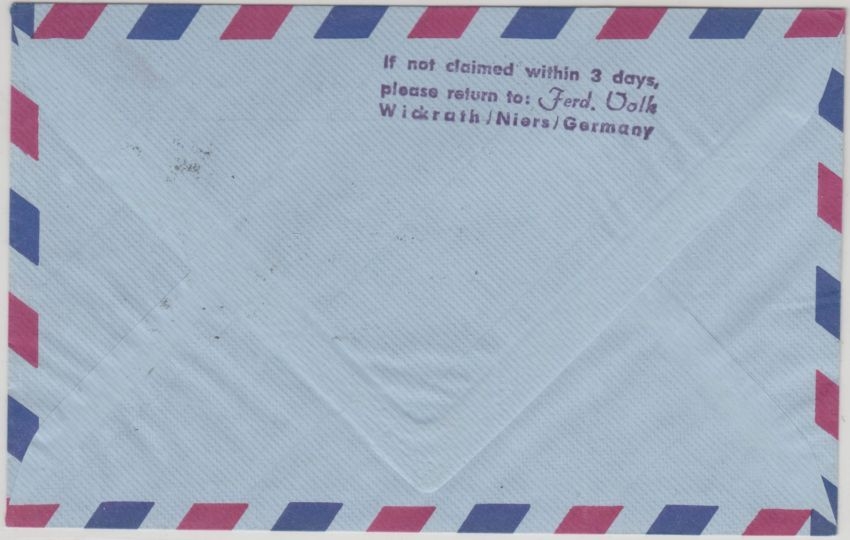 If not claimed within 3 days,
please return to: Ferd. Volk
Wickrath/Niers/Germany